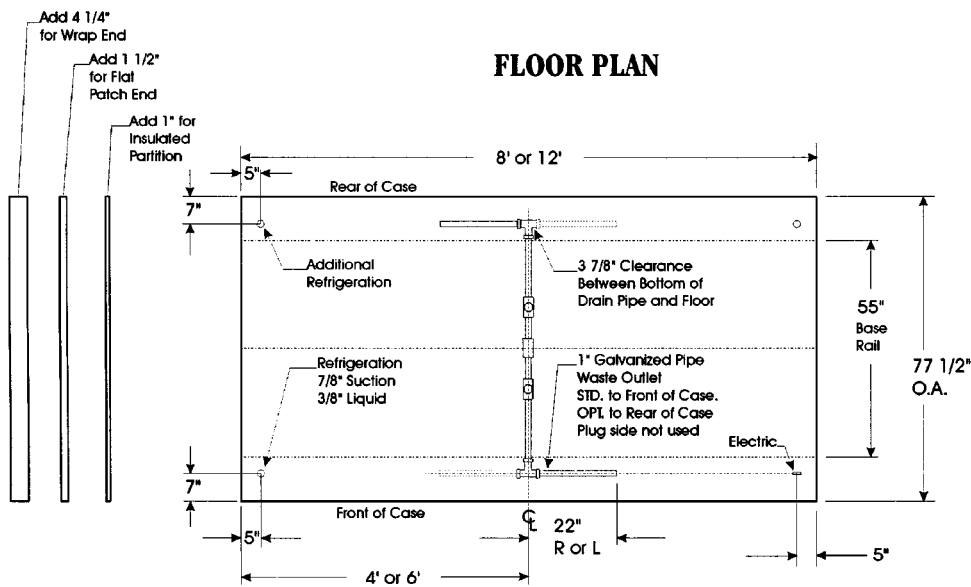 Add 4 1/4"
for Wrap End
Add 1 1/2"
for Flat
Patch End
Add 1" for
Insulated
Partition
FLOOR PLAN
8' or 12'
5"
Rear of Case
7"
Additional
Refrigeration
3 7/8" Clearance
Between Bottom of
Drain Pipe and Floor
55"
Base
Rail
77 1/2"
O.A.
Refrigeration
7/8" Suction
3/8" Liquid
1" Galvanized Pipe
Waste Outlet
STD. to Front of Case.
OPT. to Rear of Case
Plug side not used
Electric
7"
Front of Case
5"
CL
22"
R or L
5"
4' or 6'